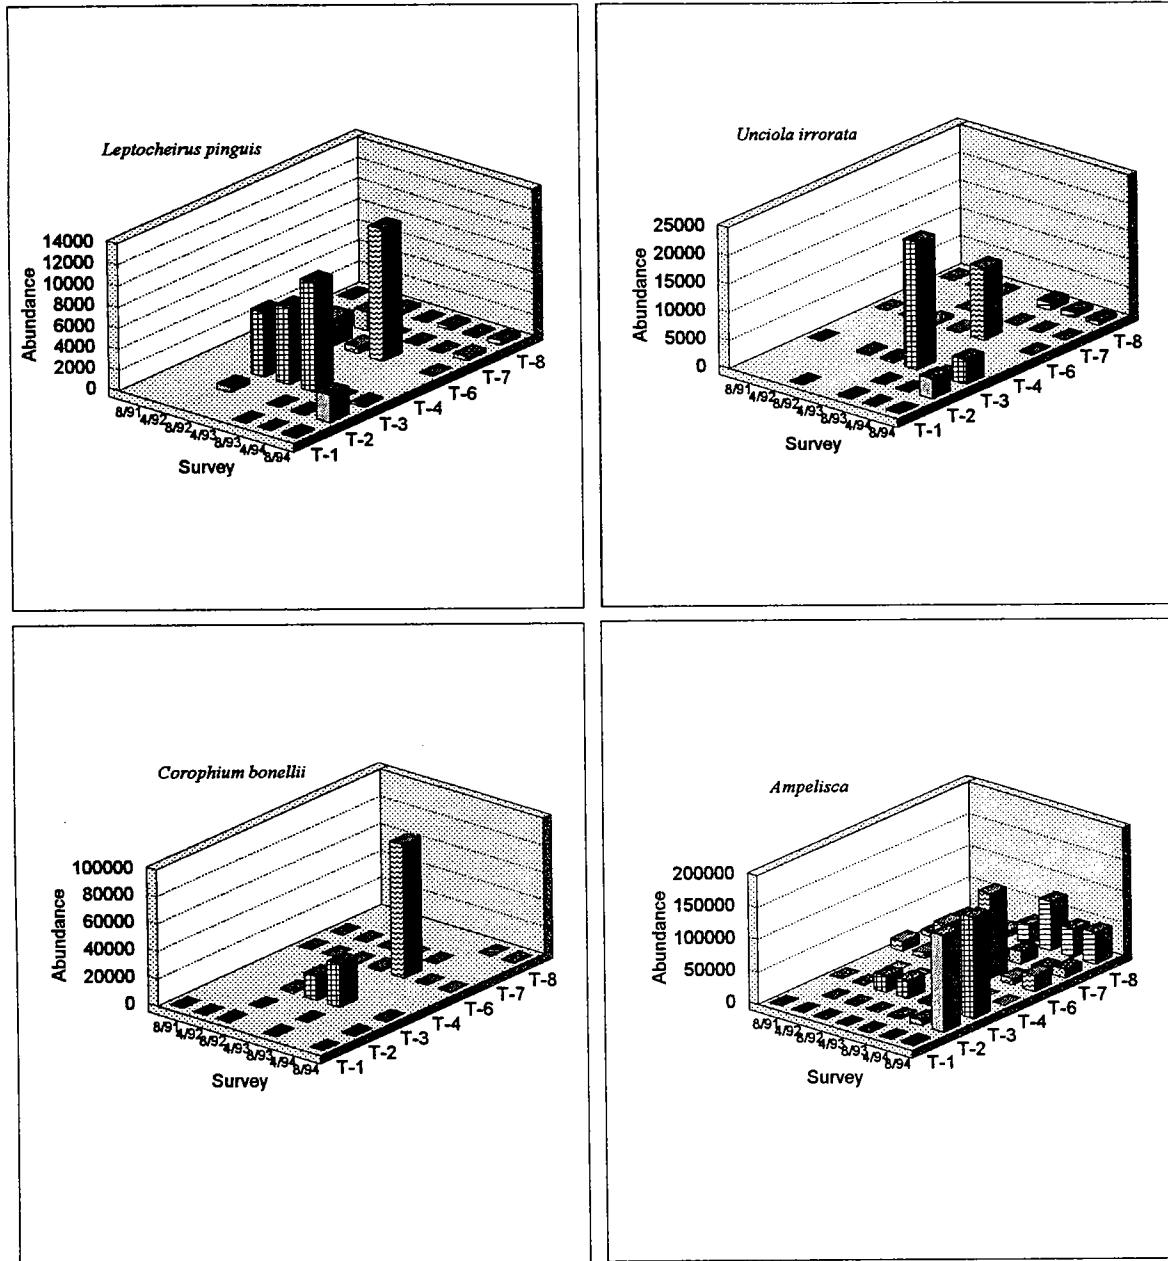 Leptocheirus pinguis
14000
12000
10000
8000
6000
4000
2000
0
Abundance
8/91
4/92
8/92
4/93
8/93
4/94
8/94
Survey
T-1
T-2
T-3
T-4
T-6
T-7
T-8
Unciola irrorata
25000
20000
15000
10000
5000
0
Abundance
8/91
4/92
8/92
4/93
8/93
4/94
8/94
Survey
T-1
T-2
T-3
T-4
T-6
T-7
T-8
Corophium bonellii
100000
80000
60000
40000
20000
0
Abundance
8/91
4/92
8/92
4/93
8/93
4/94
8/94
Survey
T-1
T-2
T-3
T-4
T-6
T-7
T-8
Ampelisca
200000
150000
100000
50000
0
Abundance
8/91
4/92
8/92
4/93
8/93
4/94
8/94
Survey
T-1
T-2
T-3
T-4
T-6
T-7
T-8